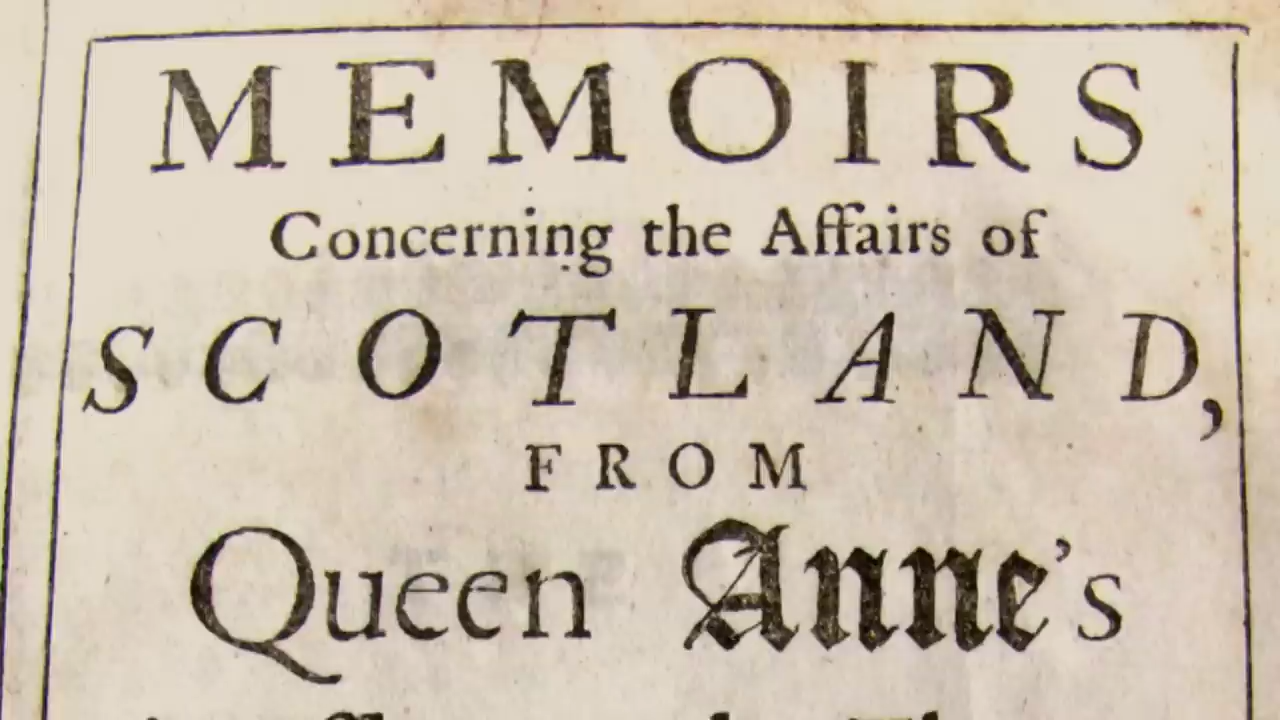 MEMOIRS
Concerning the Affairs of
SCOTLAND,
FROM
Queen Anne's